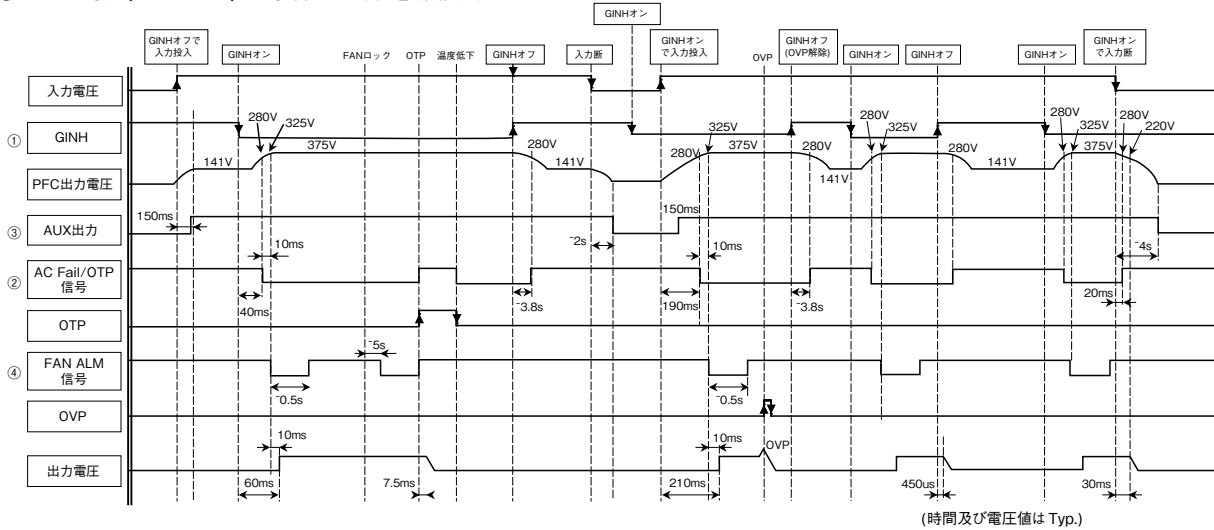 GINHオン
GINHオフで
入力投入
GINHオン
FANロック
OTP
温度低下
GINHオフ
入力断
GINHオン
で入力投入
OVP
GINHオフ
(OVP解除)
GINHオン
GINHオフ
GINHオン
GINHオン
で入力断
入力電圧
① GINH
280V
325V
325V
280V
325V
280V
325V
280V
220V
PFC出力電圧
141V
375V
280V
141V
280V
375V
280V
141V
280V
141V
375V
③ AUX出力
150ms
10ms
~2s
150ms
10ms
~4s
② AC Fail/OTP
信号
40ms
~3.8s
190ms
~3.8s
20ms
OTP
~5s
④ FAN ALM
信号
~0.5s
~0.5s
OVP
10ms
10ms
OVP
出力電圧
60ms
7.5ms
210ms
450us
30ms
(時間及び電圧値は Typ.)